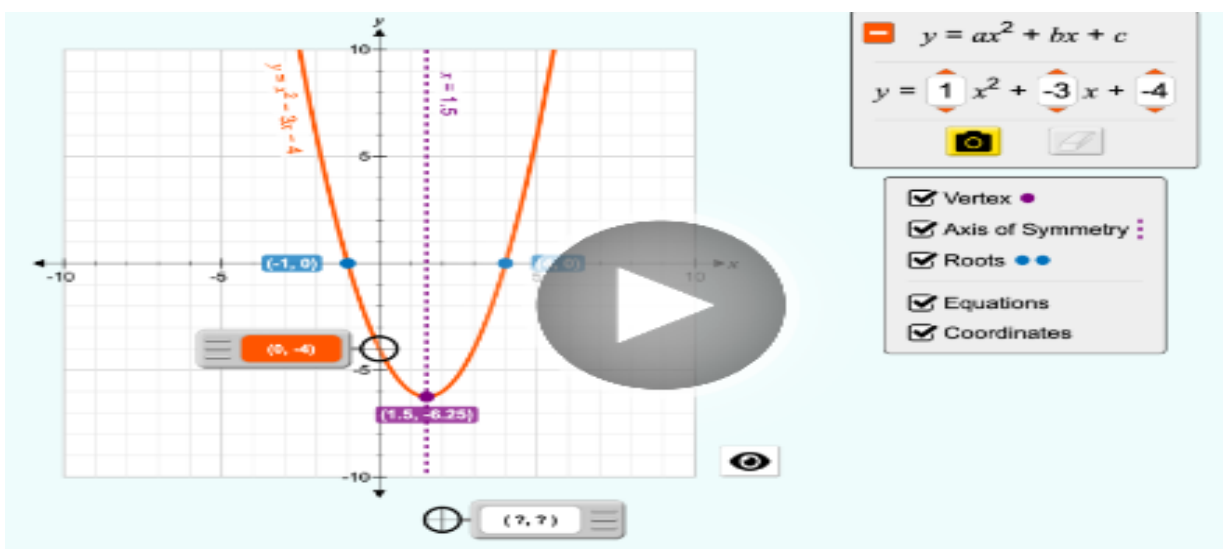 y
10
5
-5
-10
-10
-5
10
x
y = x² - 3x - 4
x = 1.5
(-1, 0)
(0, -4)
(1.5, -6.25)
(?, ?)
y = ax² + bx + c
y = 1 x² + -3 x + -4
Vertex
Axis of Symmetry
Roots
Equations
Coordinates